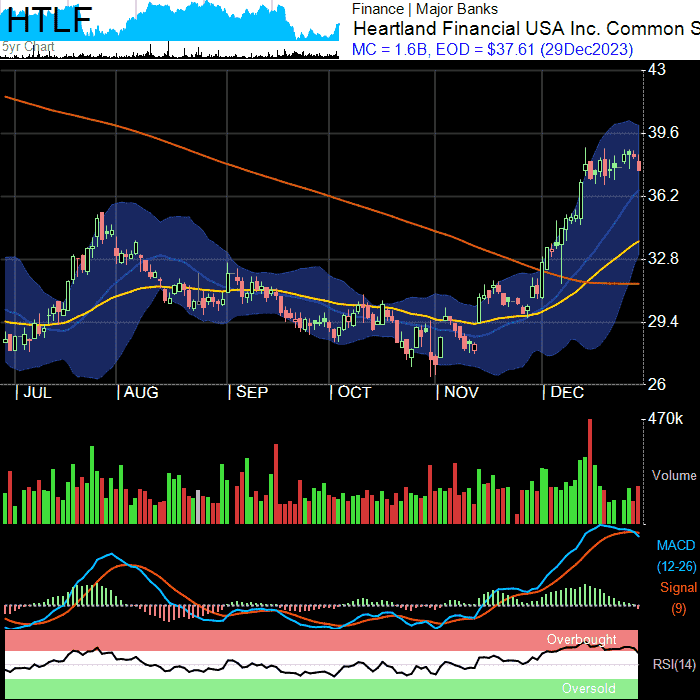 HTLF
5yr Chart
Finance | Major Banks
Heartland Financial USA Inc. Common S
MC = 1.6B, EOD = $37.61 (29Dec2023)
43
39.6
36.2
32.8
29.4
26
| JUL | AUG | SEP | OCT | NOV | DEC
470k
Volume
MACD
(12-26)
Signal
(9)
Overbought
RSI(14)
Oversold